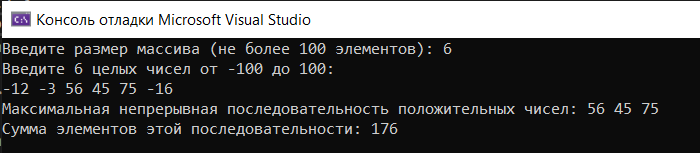 Консоль отладки Microsoft Visual Studio
Введите размер массива (не более 100 элементов): 6
Введите 6 целых чисел от -100 до 100:
-12 -3 56 45 75 -16
Максимальная непрерывная последовательность положительных чисел: 56 45 75
Сумма элементов этой последовательности: 176